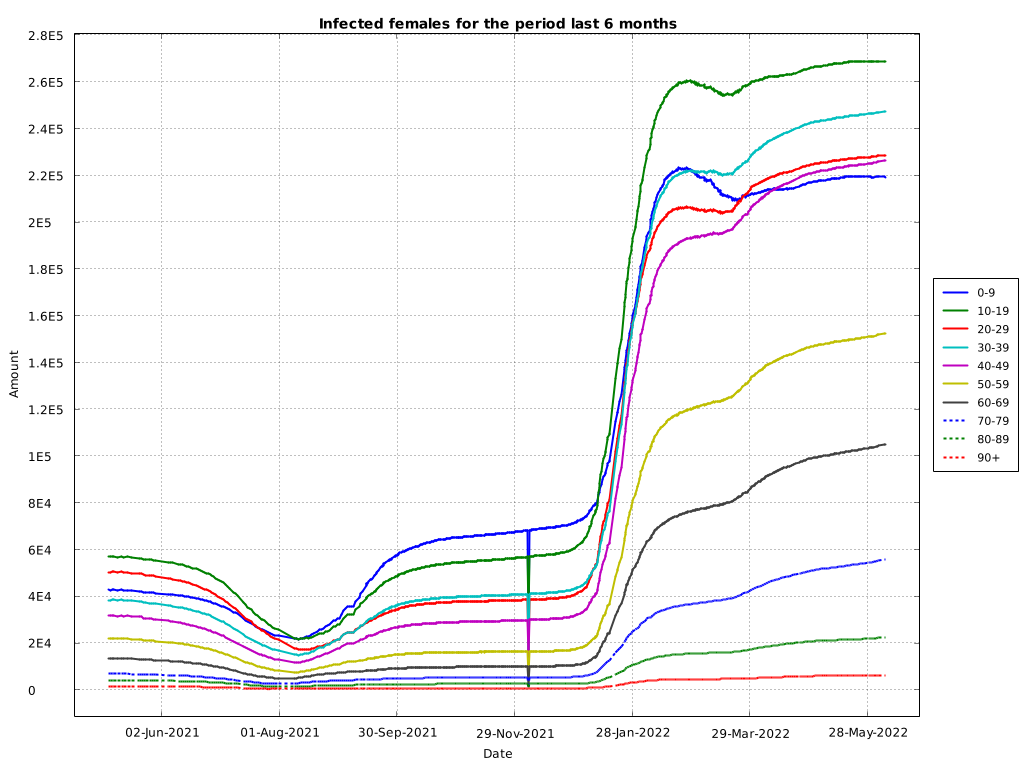 Infected females for the period last 6 months
2.8E5
2.6E5
2.4E5
2.2E5
2E5
1.8E5
1.6E5
1.4E5
1.2E5
1E5
8E4
6E4
4E4
2E4
0
Amount
02-Jun-2021 01-Aug-2021 30-Sep-2021 29-Nov-2021 28-Jan-2022 29-Mar-2022 28-May-2022
Date
0-9
10-19
20-29
30-39
40-49
50-59
60-69
70-79
80-89
90+